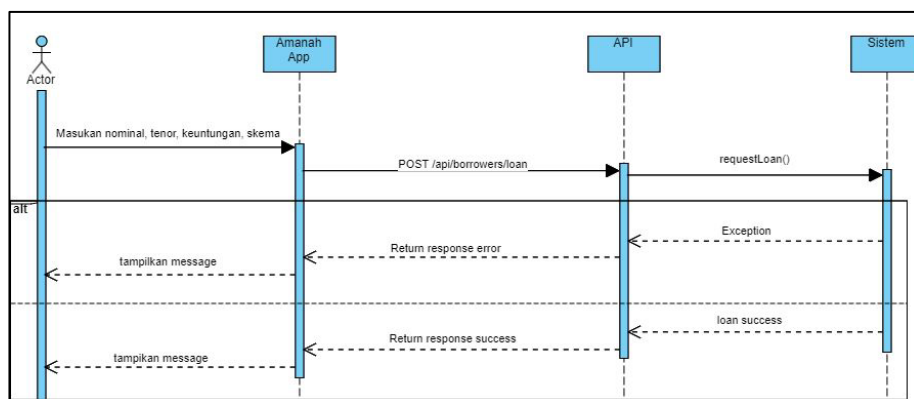 Amanah
App
API
Sistem
Actor
Masukan nominal, tenor, keuntungan, skema
POST /api/borrowers/loan
requestLoan()
alt
Exception
Return response error
tampilkan message
loan success
Return response success
tampikan message